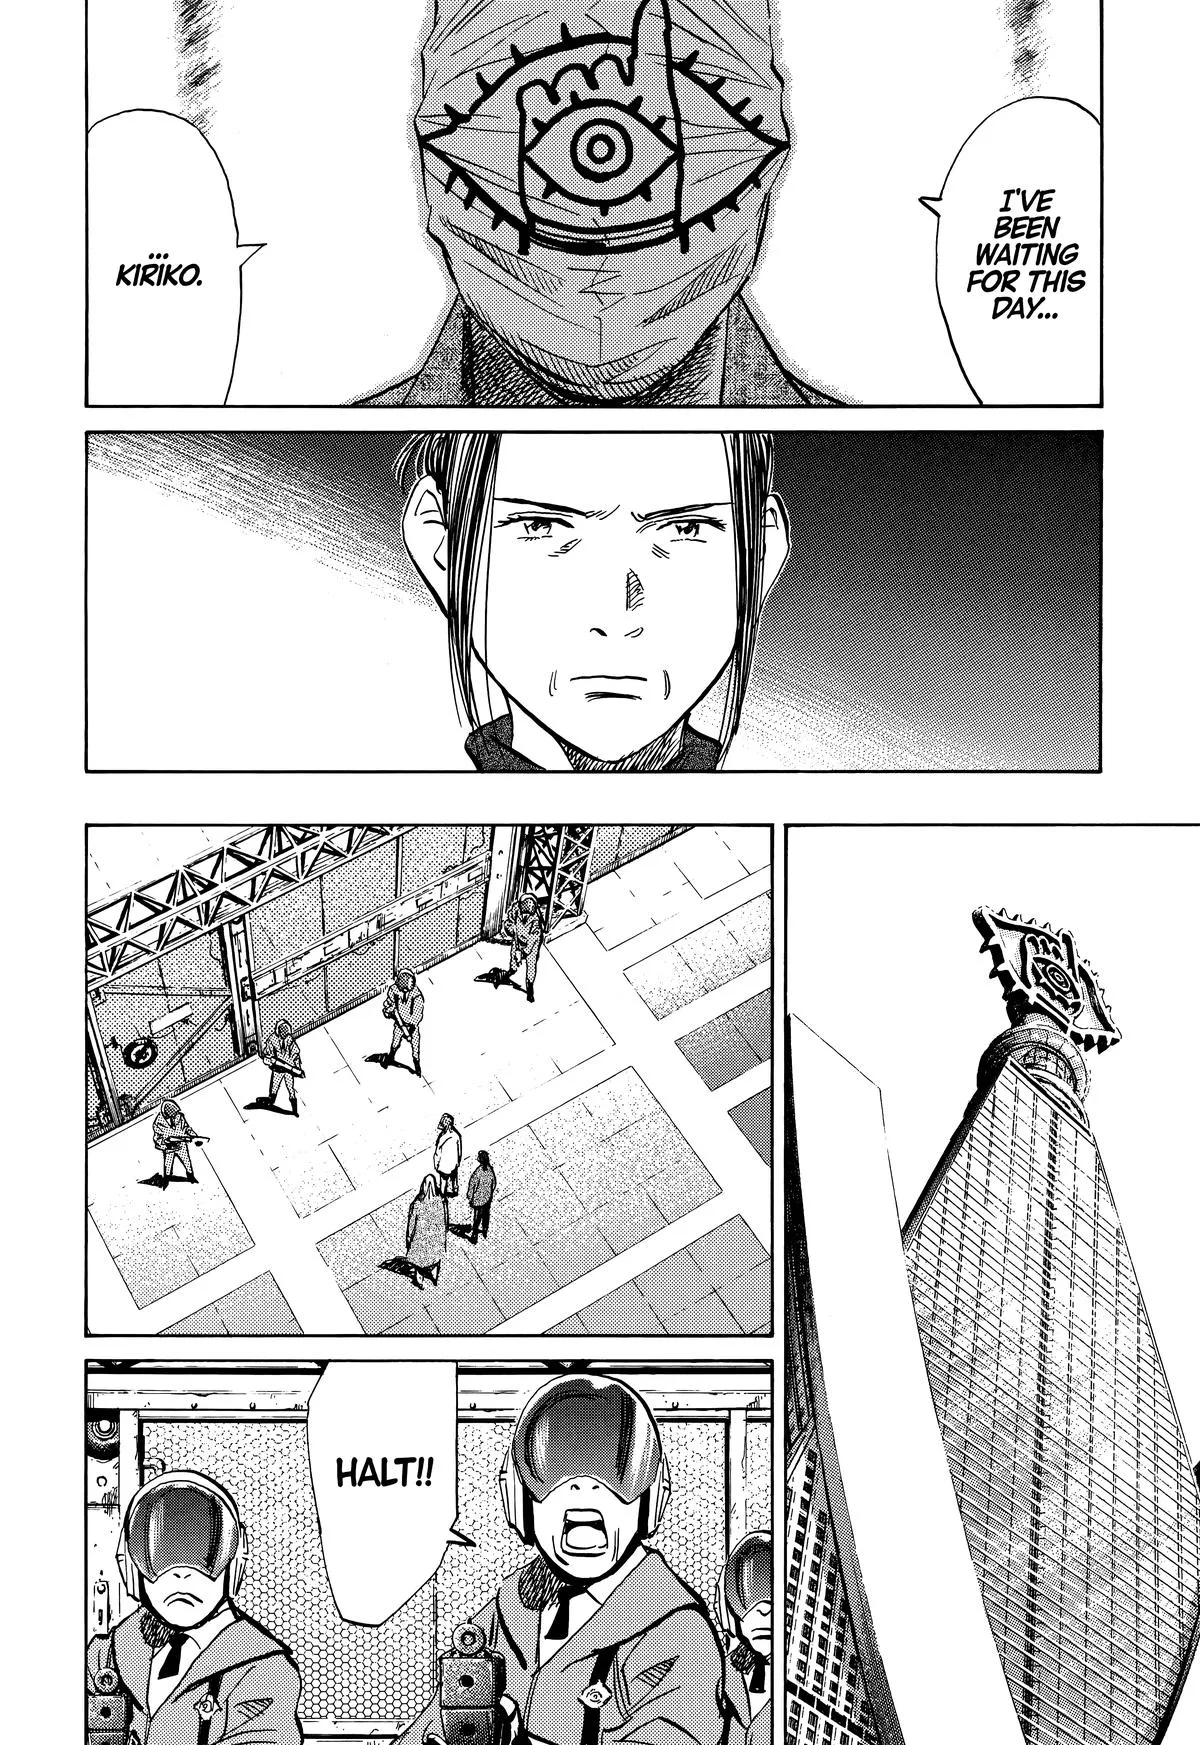 I'VE
BEEN
WAITING
FOR THIS
DAY...
...
KIRIKO.
HALT!!